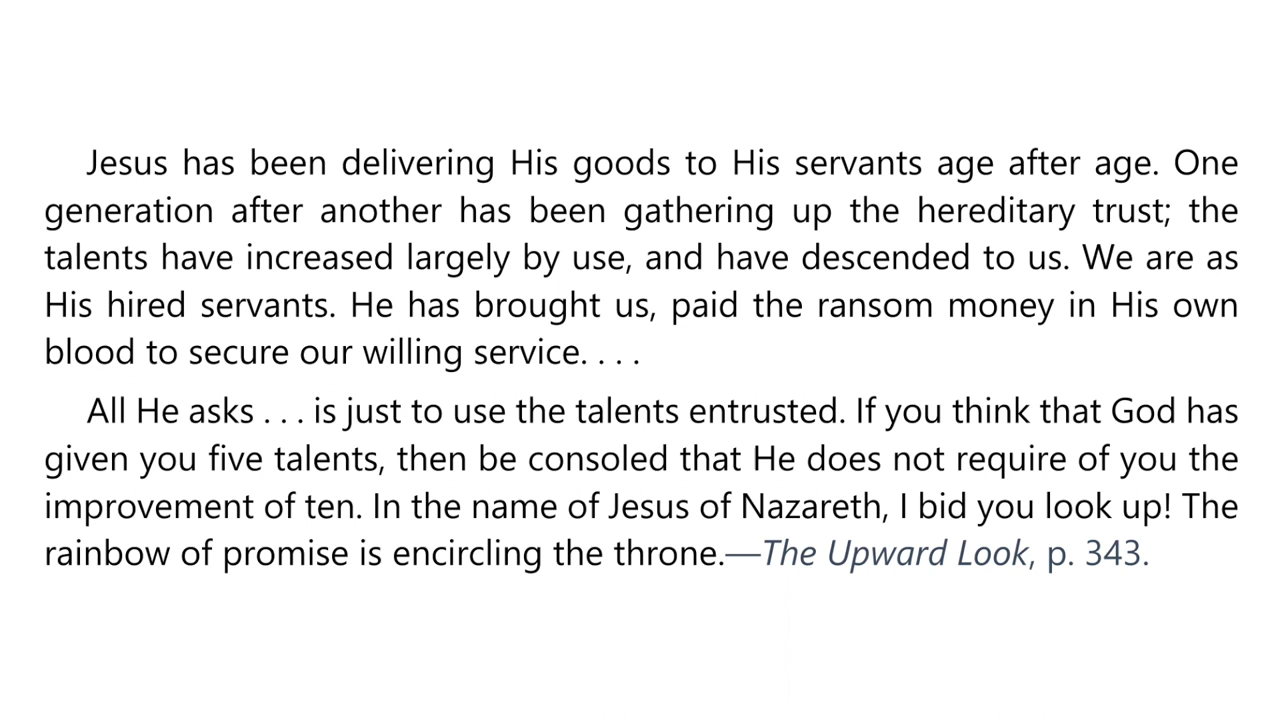 Jesus has been delivering His goods to His servants age after age. One
generation after another has been gathering up the hereditary trust; the
talents have increased largely by use, and have descended to us. We are as
His hired servants. He has brought us, paid the ransom money in His own
blood to secure our willing service. . . .
All He asks . . . is just to use the talents entrusted. If you think that God has
given you five talents, then be consoled that He does not require of you the
improvement of ten. In the name of Jesus of Nazareth, I bid you look up! The
rainbow of promise is encircling the throne.—The Upward Look, p. 343.